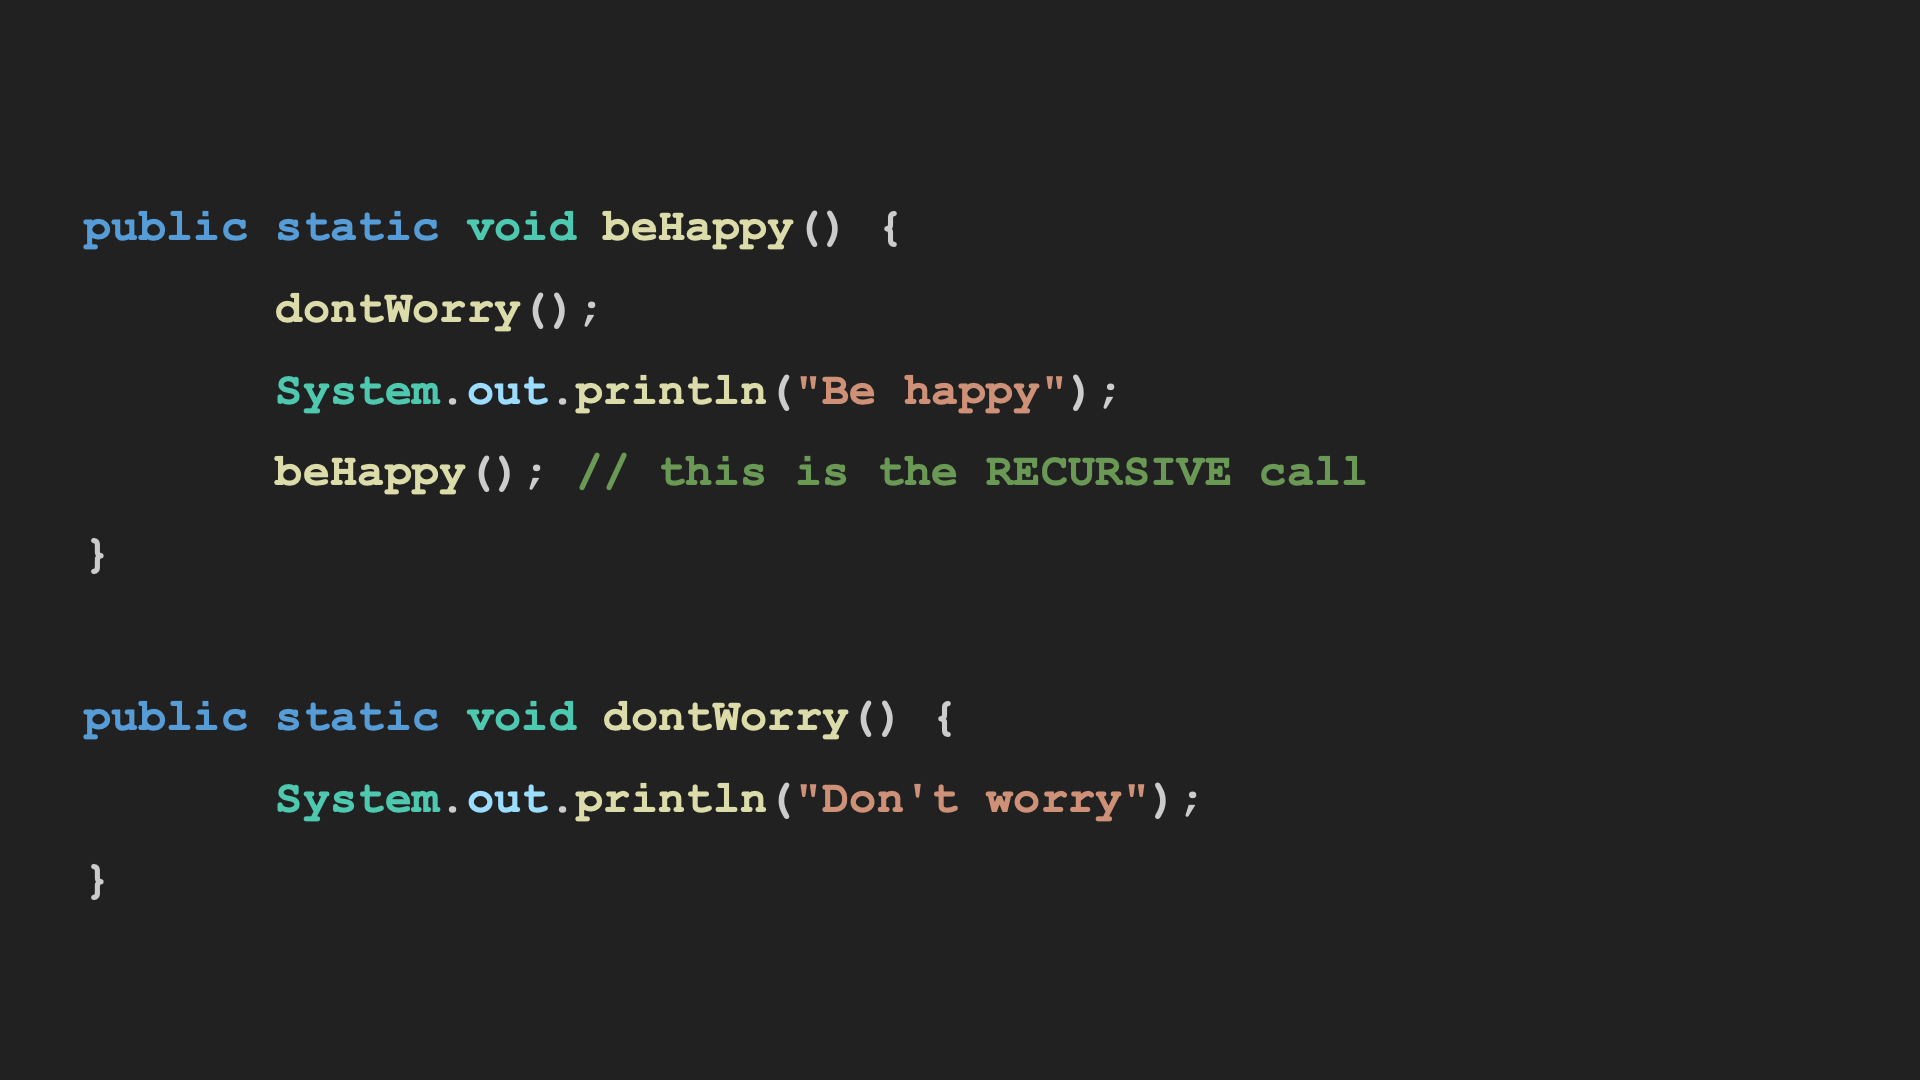 public static void beHappy() {
dontWorry();
System.out.println("Be happy");
beHappy(); // this is the RECURSIVE call
}
public static void dontWorry() {
System.out.println("Don't worry");
}